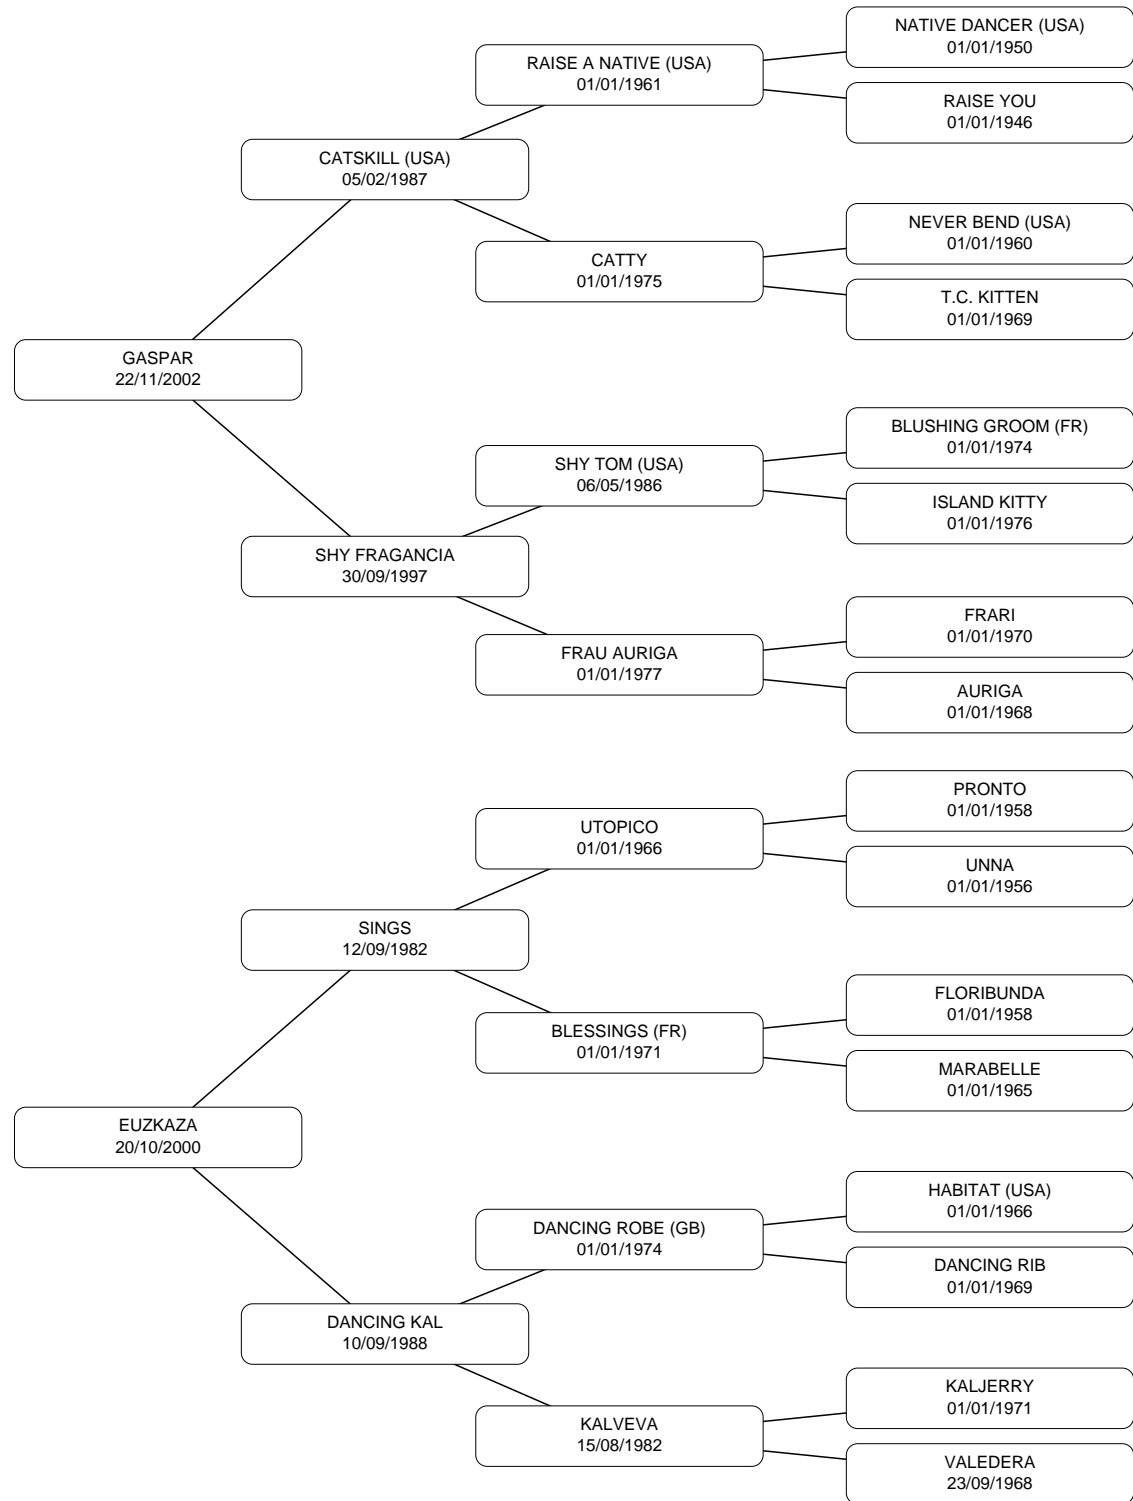 NATIVE DANCER (USA)
01/01/1950
RAISE A NATIVE (USA)
01/01/1961
RAISE YOU
01/01/1946
CATSKILL (USA)
05/02/1987
NEVER BEND (USA)
01/01/1960
CATTY
01/01/1975
T.C. KITTEN
01/01/1969
GASPAR
22/11/2002
BLUSHING GROOM (FR)
01/01/1974
SHY TOM (USA)
06/05/1986
ISLAND KITTY
01/01/1976
SHY FRAGANCIA
30/09/1997
FRARI
01/01/1970
FRAU AURIGA
01/01/1977
AURIGA
01/01/1968
PRONTO
01/01/1958
UTOPICO
01/01/1966
UNNA
01/01/1956
SINGS
12/09/1982
FLORIBUNDA
01/01/1958
BLESSINGS (FR)
01/01/1971
MARABELLE
01/01/1965
EUZKAZA
20/10/2000
HABITAT (USA)
01/01/1966
DANCING ROBE (GB)
01/01/1974
DANCING RIB
01/01/1969
DANCING KAL
10/09/1988
KALJERRY
01/01/1971
KALVEVA
15/08/1982
VALEDERA
23/09/1968